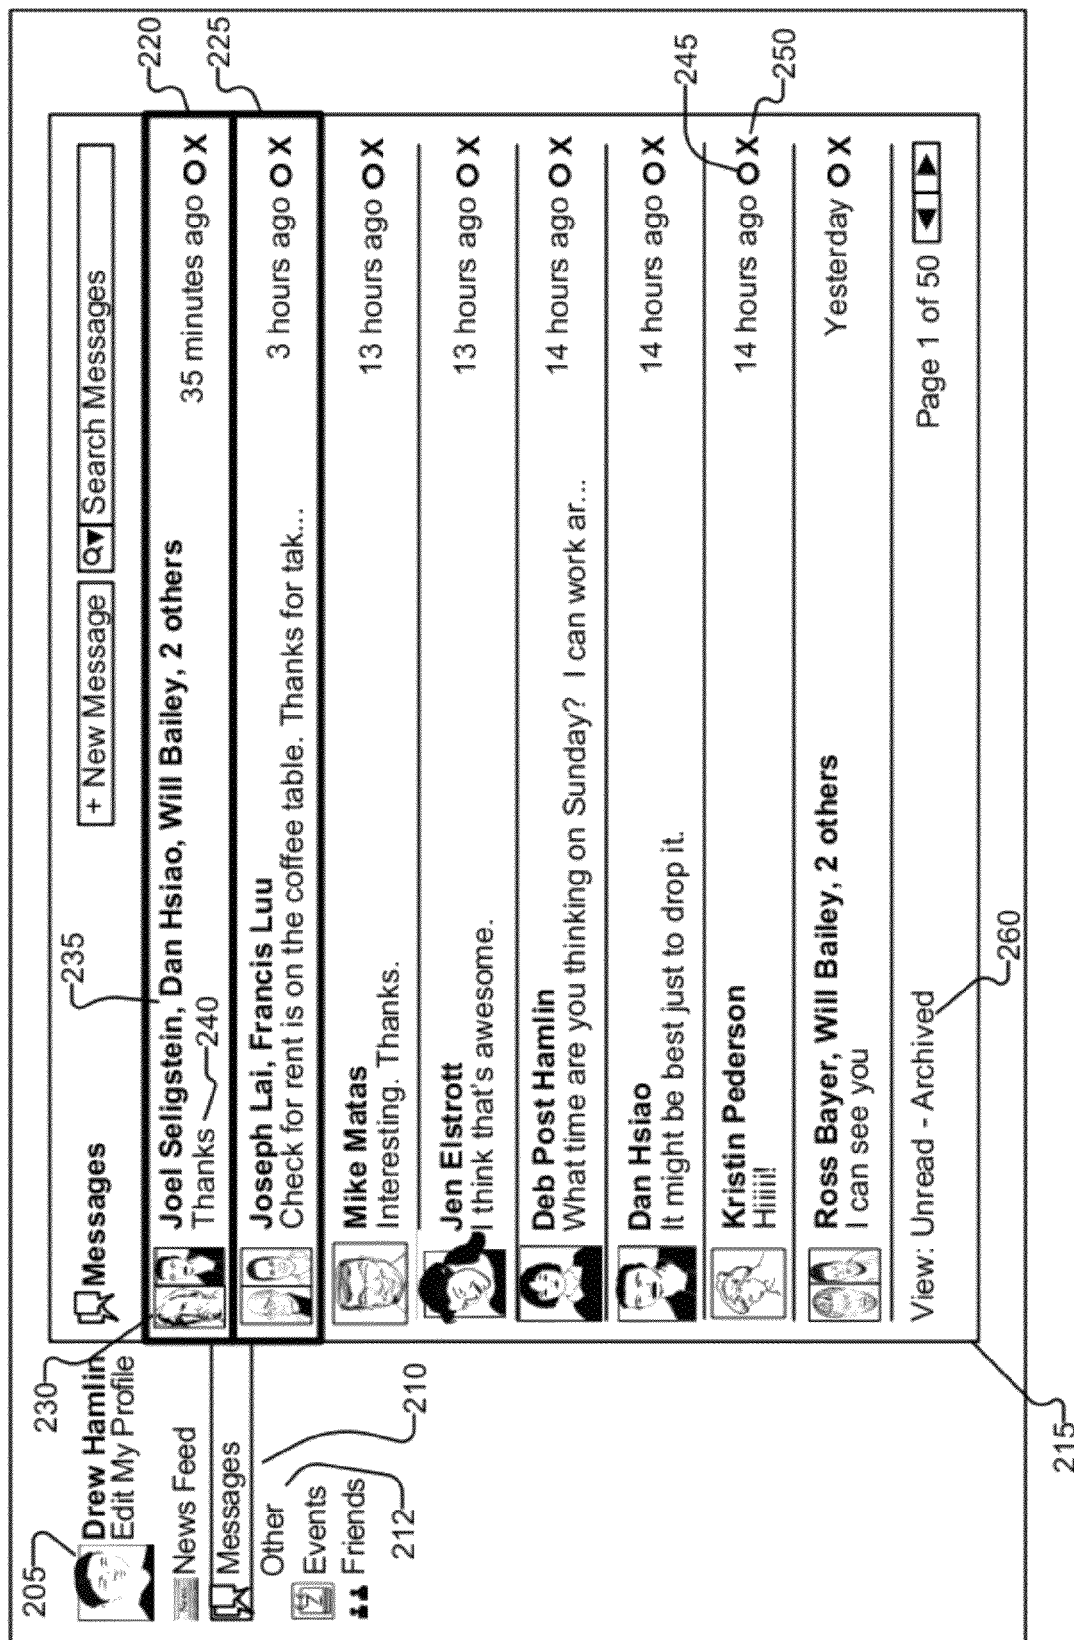 205
Drew Hamlin
Edit My Profile
News Feed
Messages
Other
Events
Friends
212
210
230
235
Messages
+ New Message
Search Messages
Joel Seligstein, Dan Hsiao, Will Bailey, 2 others
35 minutes ago O X
Thanks
240
220
Joseph Lai, Francis Luu
3 hours ago O X
Check for rent is on the coffee table. Thanks for tak...
225
Mike Matas
13 hours ago O X
Interesting. Thanks.
Jen Elstrott
13 hours ago O X
I think that's awesome.
Deb Post Hamlin
14 hours ago O X
What time are you thinking on Sunday? I can work ar...
Dan Hsiao
14 hours ago O X
It might be best just to drop it.
245
Kristin Pederson
14 hours ago O X
Hiiiii!
250
Ross Bayer, Will Bailey, 2 others
Yesterday O X
I can see you
View: Unread - Archived
Page 1 of 50
260
215